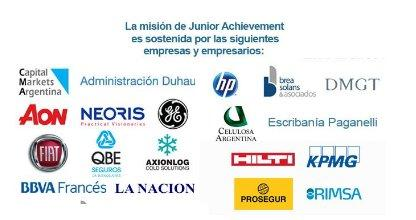 La misión de Junior Achievement
es sostenida por las siguientes
empresas y empresarios:
Capital
Markets
Argentina
Administración Duhau
hp
brea
solans
&asociados
DMGT
AON
NEORIS
Practical Visionaries
GE
CELULOSA
ARGENTINA
Escribanía Paganelli
FIAT
QBE
SEGUROS
AXIONLOG
COLD SOLUTIONS
HILTI
KPMG
BBVA Francés
LA NACION
PROSEGUR
RIMSA